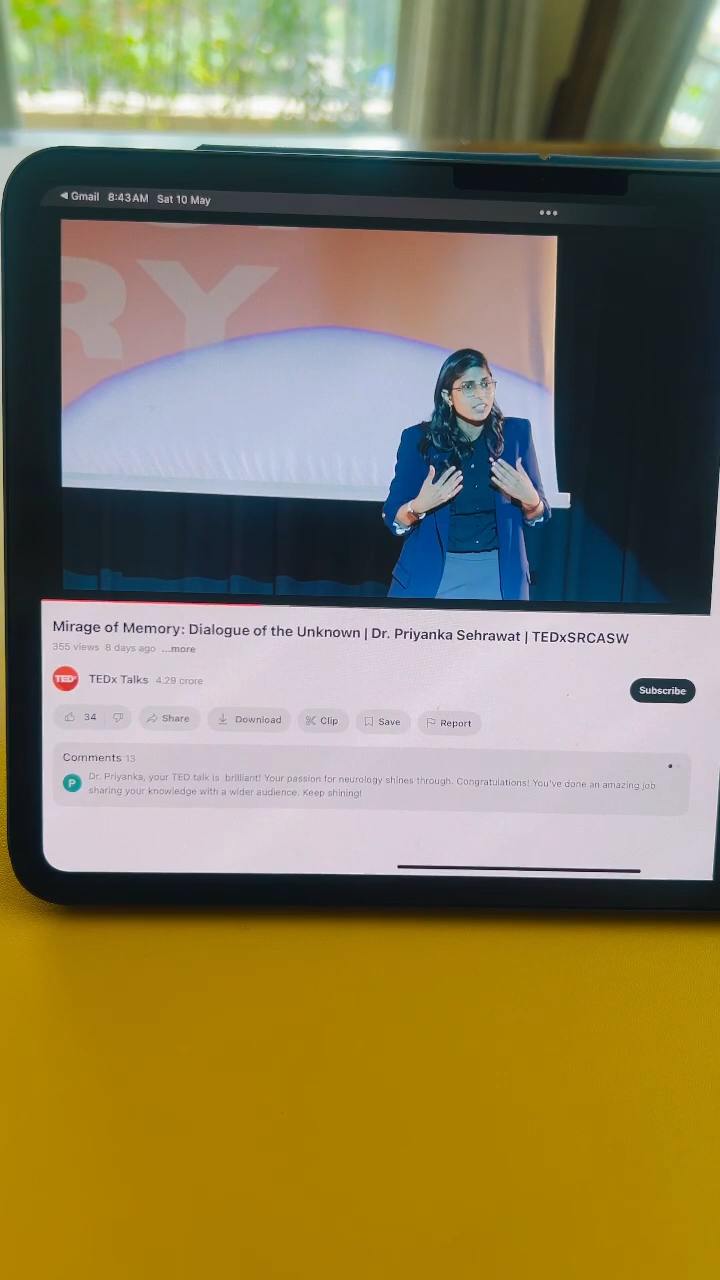 ◀ Gmail 8:43 AM Sat 10 May
RY
Mirage of Memory: Dialogue of the Unknown | Dr. Priyanka Sehrawat | TEDxSRCASW
355 views 8 days ago ...more
TED
TEDx Talks 4.29 crore
Subscribe
34 Share Download Clip Save Report
Comments 13
P
Dr. Priyanka, your TED talk is brilliant! Your passion for neurology shines through. Congratulations! You've done an amazing job
sharing your knowledge with a wider audience. Keep shining!